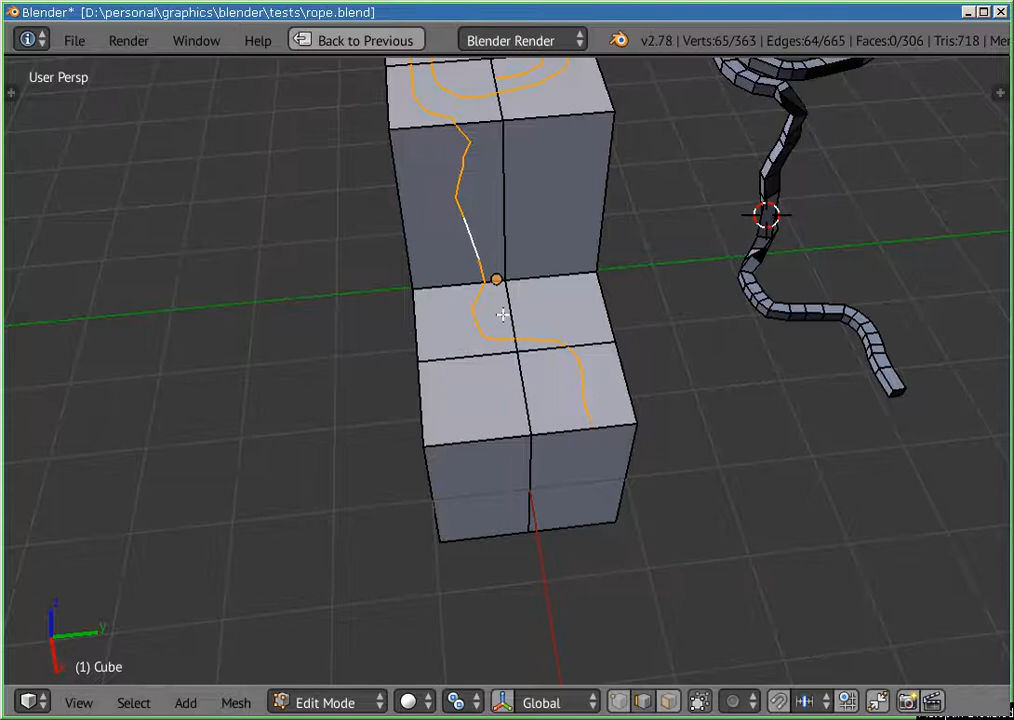 Blender* [D:\personal\graphics\blender\tests\rope.blend]
File Render Window Help Back to Previous Blender Render v2.78 | Verts:65/363 | Edges:64/665 | Faces:0/306 | Tris:718 |
User Persp
z
y
x
(1) Cube
View Select Add Mesh Edit Mode Global